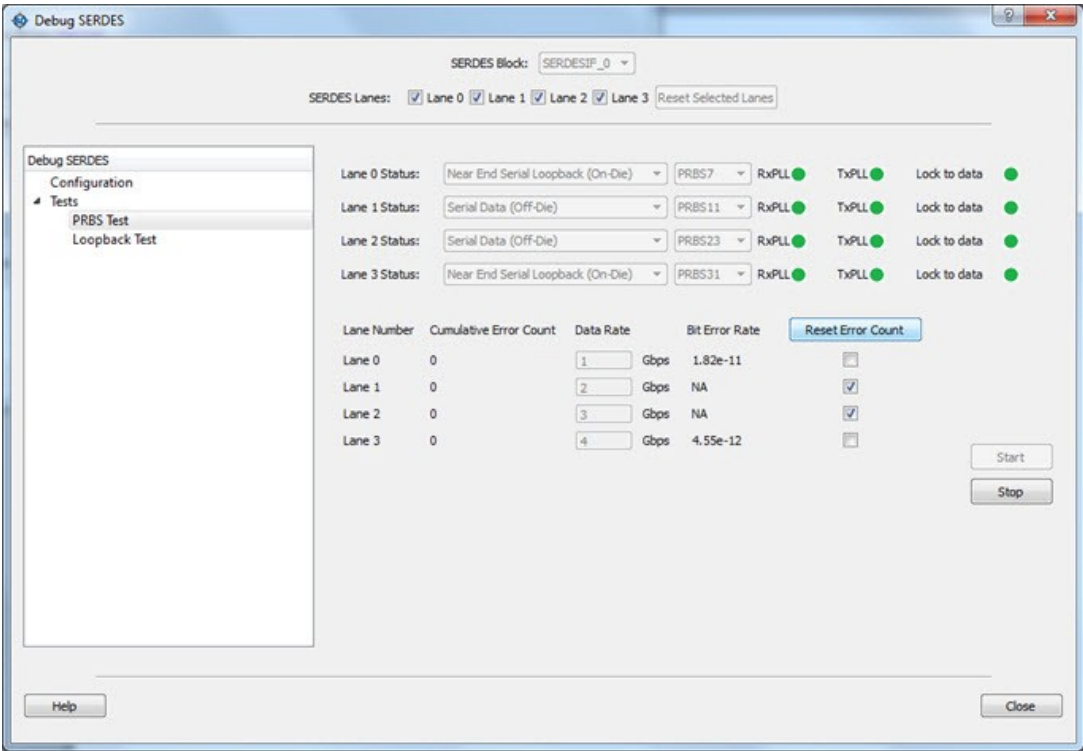 Debug SERDES
SERDES Block: SERDESIF_0
SERDES Lanes: Lane 0 Lane 1 Lane 2 Lane 3 Reset Selected Lanes
Debug SERDES
Configuration
Tests
PRBS Test
Loopback Test
Lane 0 Status: Near End Serial Loopback (On-Die) PRBS7 RxPLL TxPLL Lock to data
Lane 1 Status: Serial Data (Off-Die) PRBS11 RxPLL TxPLL Lock to data
Lane 2 Status: Serial Data (Off-Die) PRBS23 RxPLL TxPLL Lock to data
Lane 3 Status: Near End Serial Loopback (On-Die) PRBS31 RxPLL TxPLL Lock to data
Lane Number Cumulative Error Count Data Rate Bit Error Rate Reset Error Count
Lane 0 0 1 Gbps 1.82e-11
Lane 1 0 2 Gbps NA
Lane 2 0 3 Gbps NA
Lane 3 0 4 Gbps 4.55e-12
Start
Stop
Help Close